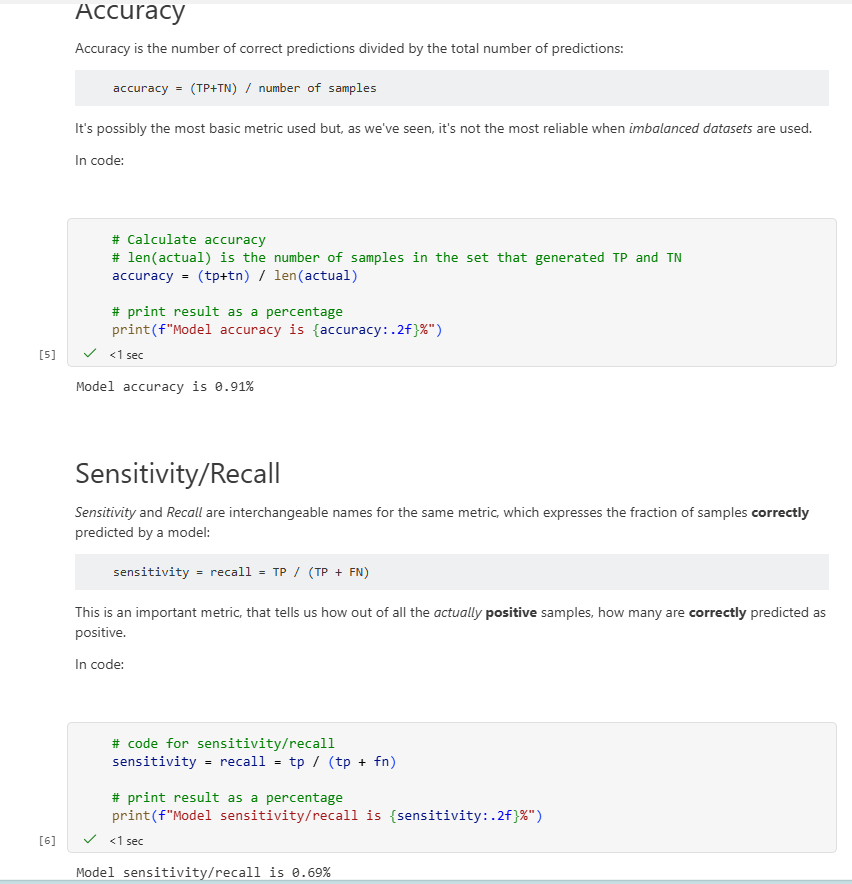 Accuracy
Accuracy is the number of correct predictions divided by the total number of predictions:
accuracy = (TP+TN) / number of samples
It's possibly the most basic metric used but, as we've seen, it's not the most reliable when imbalanced datasets are used.
In code:
# Calculate accuracy
# len(actual) is the number of samples in the set that generated TP and TN
accuracy = (tp+tn) / len(actual)
# print result as a percentage
print(f"Model accuracy is {accuracy:.2f}%")
[5] ✓ <1 sec
Model accuracy is 0.91%
Sensitivity/Recall
Sensitivity and Recall are interchangeable names for the same metric, which expresses the fraction of samples correctly
predicted by a model:
sensitivity = recall = TP / (TP + FN)
This is an important metric, that tells us how out of all the actually positive samples, how many are correctly predicted as
positive.
In code:
# code for sensitivity/recall
sensitivity = recall = tp / (tp + fn)
# print result as a percentage
print(f"Model sensitivity/recall is {sensitivity:.2f}%")
[6] ✓ <1 sec
Model sensitivity/recall is 0.69%